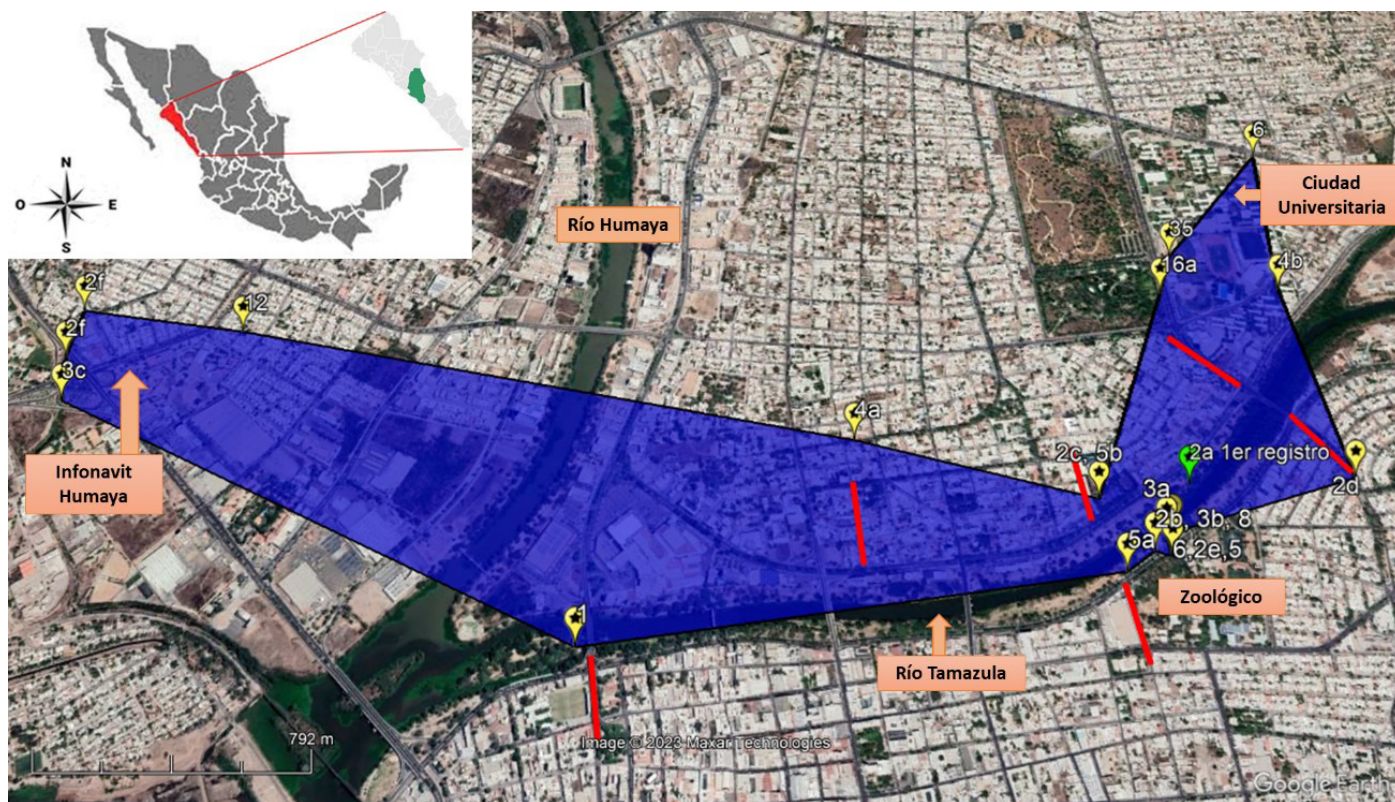 N
O
E
S
6
Ciudad
Universitaria
Río Humaya
35
16a
4b
2f
12
2f
3c
4a
2c, 5b
2a 1er registro
2d
Infonavit
Humaya
3a
2b, 3b, 8
5a
6,2e,5
Zoológico
1
Río Tamazula
792 m
Image © 2023 Maxar Technologies
Google Earth